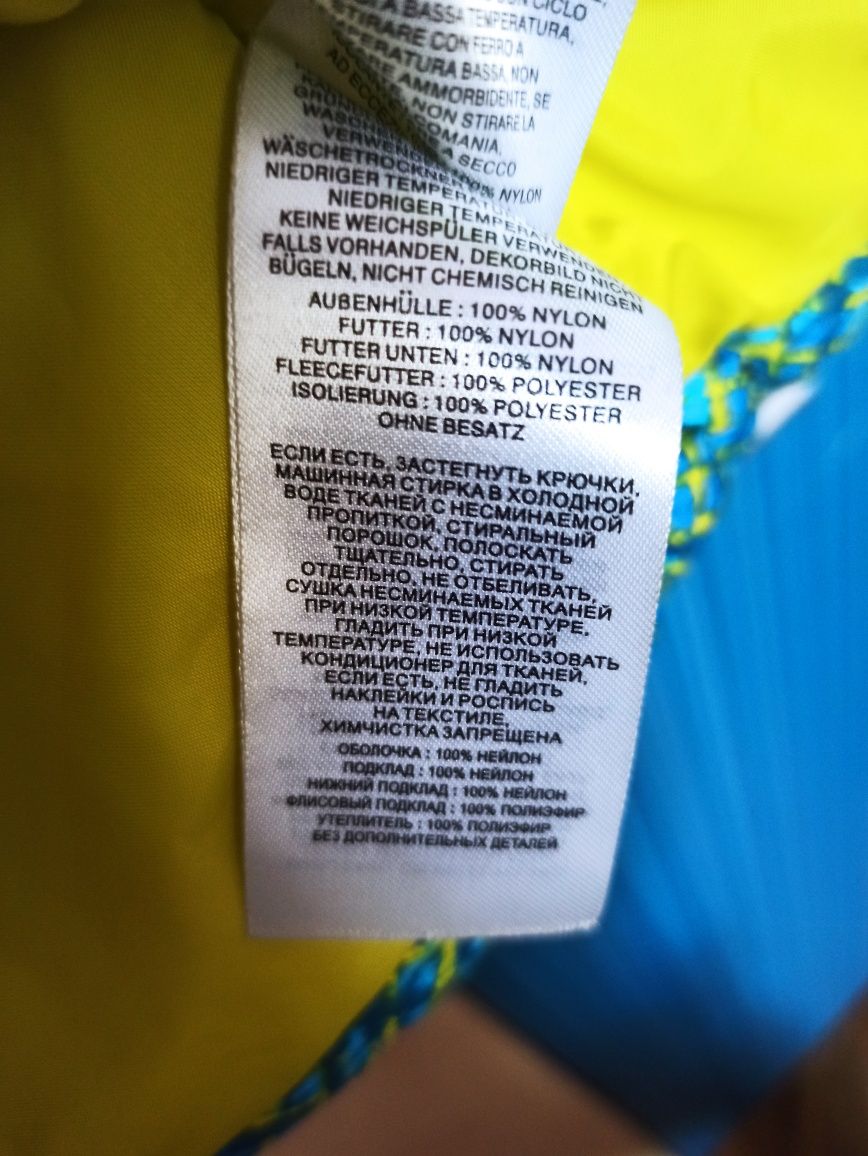 CICLO
A BASSA TEMPERATURA,
STIRARE CON FERRO A
BASSA, NON
AMMORBIDENTE, SE
NON STIRARE LA
A SECCO
100% NYLON
WÄSCHETROCKNER
NIEDRIGER
NIEDRIGER
KEINE WEICHSPÜLER VERWENDEN
FALLS VORHANDEN, DEKORBILD NICHT
BÜGELN, NICHT CHEMISCH REINIGEN
AUßENHÜLLE : 100% NYLON
FUTTER : 100% NYLON
FUTTER UNTEN : 100% NYLON
FLEECEFUTTER : 100% POLYESTER
ISOLIERUNG : 100% POLYESTER
OHNE BESATZ
ЕСЛИ ЕСТЬ, ЗАСТЕГНУТЬ КРЮЧКИ,
МАШИННАЯ СТИРКА В ХОЛОДНОЙ
ВОДЕ ТКАНЕЙ С НЕСМИНАЕМОЙ
ПРОПИТКОЙ, СТИРАЛЬНЫЙ
ПОРОШОК, ПОЛОСКАТЬ
ТЩАТЕЛЬНО, СТИРАТЬ
ОТДЕЛЬНО, НЕ ОТБЕЛИВАТЬ,
СУШКА НЕСМИНАЕМЫХ ТКАНЕЙ
ПРИ НИЗКОЙ ТЕМПЕРАТУРЕ,
ГЛАДИТЬ ПРИ НИЗКОЙ
ТЕМПЕРАТУРЕ, НЕ ИСПОЛЬЗОВАТЬ
КОНДИЦИОНЕР ДЛЯ ТКАНЕЙ,
ЕСЛИ ЕСТЬ, НЕ ГЛАДИТЬ
НАКЛЕЙКИ И РОСПИСЬ
НА ТЕКСТИЛЕ,
ХИМЧИСТКА ЗАПРЕЩЕНА
ОБОЛОЧКА : 100% НЕЙЛОН
ПОДКЛАД : 100% НЕЙЛОН
НИЖНИЙ ПОДКЛАД : 100% НЕЙЛОН
ФЛИСОВЫЙ ПОДКЛАД : 100% ПОЛИЭФИР
УТЕПЛИТЕЛЬ : 100% ПОЛИЭФИР
БЕЗ ДОПОЛНИТЕЛЬНЫХ ДЕТАЛЕЙ